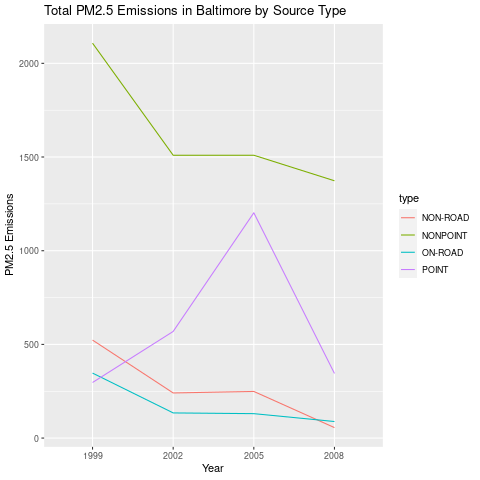 Total PM2.5 Emissions in Baltimore by Source Type
PM2.5 Emissions
2000
1500
1000
500
0
1999 2002 2005 2008
Year
type
NON-ROAD
NONPOINT
ON-ROAD
POINT